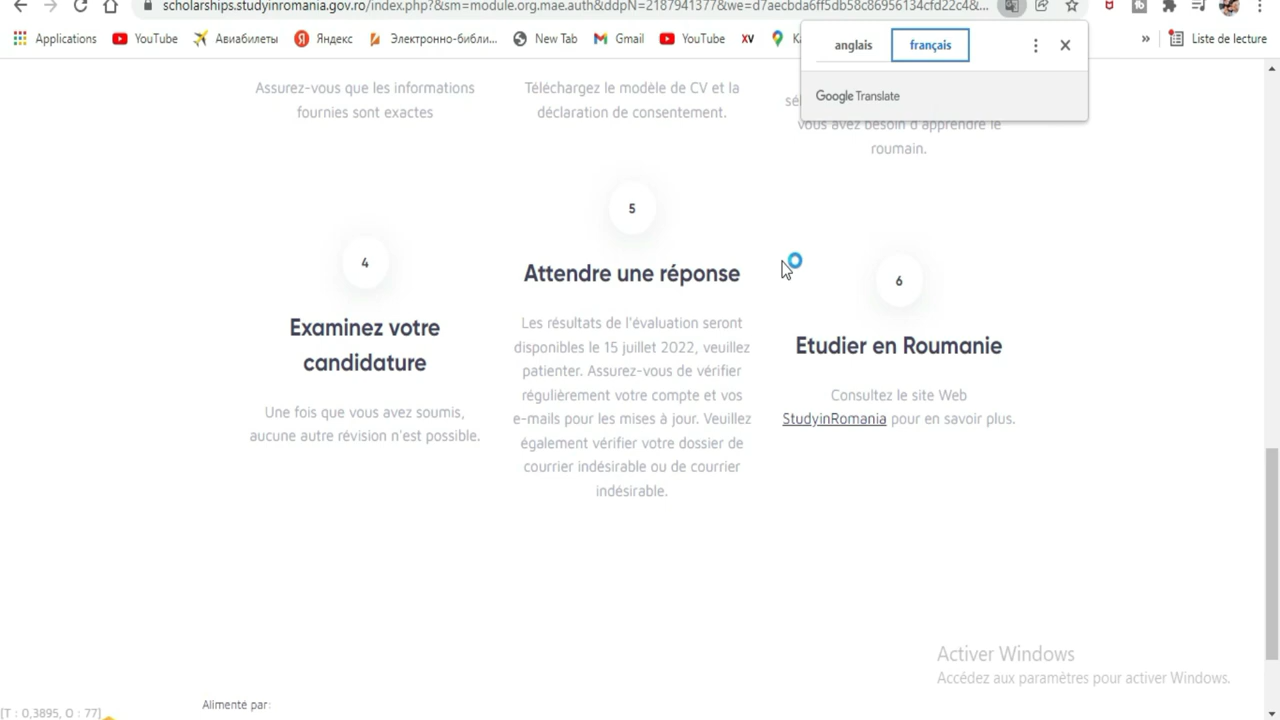 scholarships.studyinromania.gov.ro/index.php?&sm=module.org.mae.auth&ddpN=2187941377&we=d7aecbda6ff5db58c86956134cfd22c4&...
Applications
YouTube
Авиабилеты
Яндекс
Электронно-библи...
New Tab
Gmail
YouTube
XV
»
Liste de lecture
anglais
français
Google Translate
Assurez-vous que les informations
fournies sont exactes
Téléchargez le modèle de CV et la
déclaration de consentement.
vous avez besoin d'apprendre le
roumain.
4
Examinez votre
candidature
Une fois que vous avez soumis,
aucune autre révision n'est possible.
5
Attendre une réponse
Les résultats de l'évaluation seront
disponibles le 15 juillet 2022, veuillez
patienter. Assurez-vous de vérifier
régulièrement votre compte et vos
e-mails pour les mises à jour. Veuillez
également vérifier votre dossier de
courrier indésirable ou de courrier
indésirable.
6
Etudier en Roumanie
Consultez le site Web
StudyinRomania pour en savoir plus.
Activer Windows
Accédez aux paramètres pour activer Windows.
Alimenté par:
[T : 0,3895, O : 77]